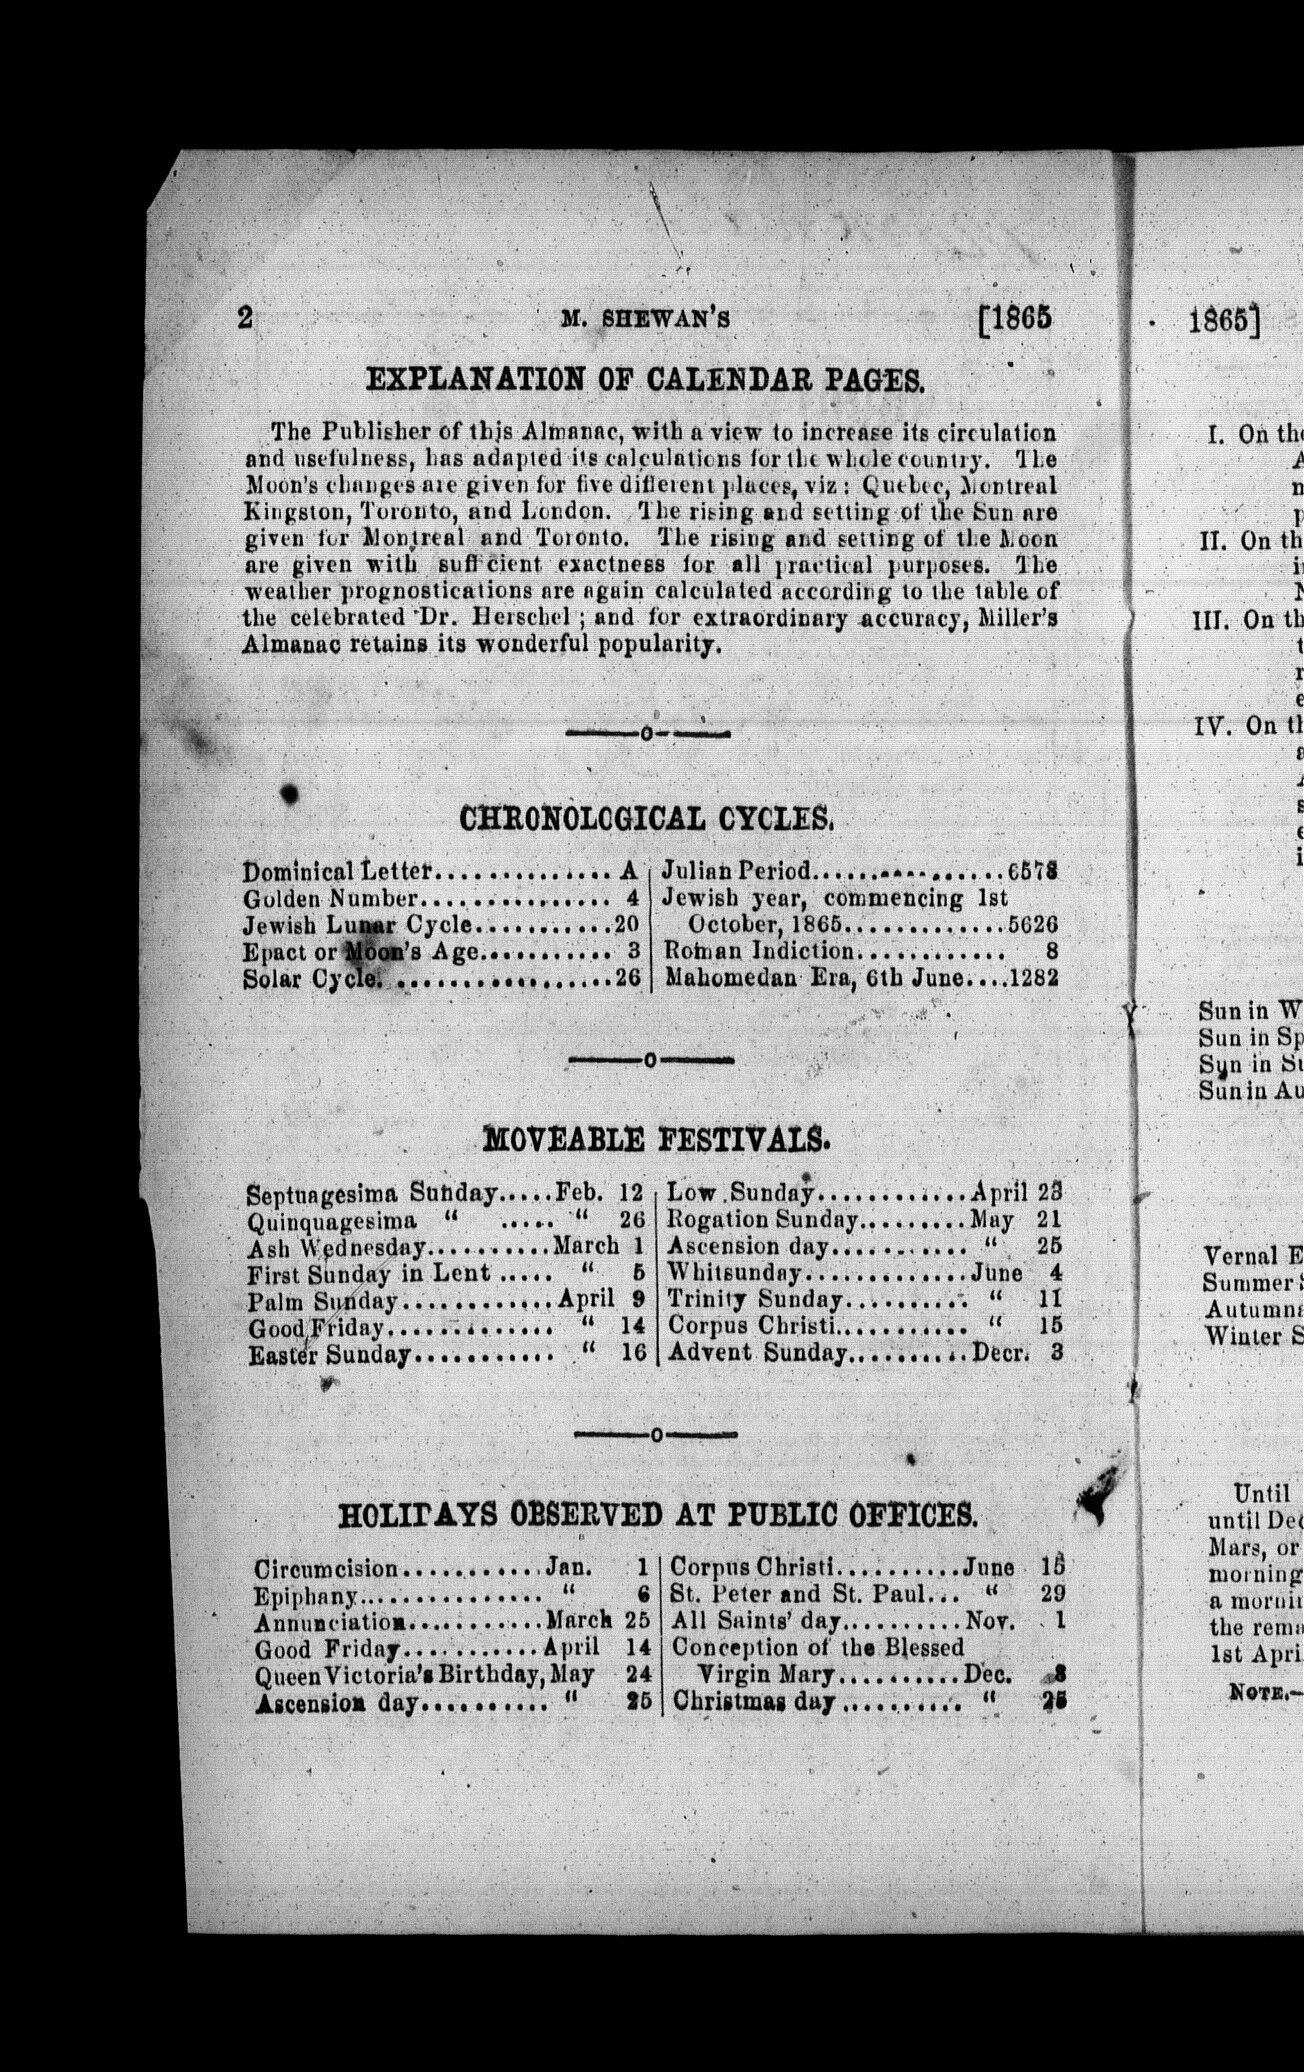 2 M. SHEWAN'S [1865
EXPLANATION OF CALENDAR PAGES.
The Publisher of this Almanac, with a view to increase its circulation
and usefulness, has adapted its calculations for the whole country. The
Moon's changes are given for five different places, viz: Quebec, Montreal
Kingston, Toronto, and London. The rising and setting of the Sun are
given for Montreal and Toronto. The rising and setting of the Moon
are given with sufficient exactness for all practical purposes. The
weather prognostications are again calculated according to the table of
the celebrated Dr. Herschel; and for extraordinary accuracy, Miller's
Almanac retains its wonderful popularity.
CHRONOLOGICAL CYCLES.
Dominical Letter.............. A
Golden Number............... 4
Jewish Lunar Cycle...........20
Epact or Moon's Age........... 3
Solar Cycle..................26
Julian Period..................6578
Jewish year, commencing 1st
October, 1865.............5626
Roman Indiction............ 8
Mahomedan Era, 6th June....1282
MOVEABLE FESTIVALS.
Septuagesima Sunday.....Feb. 12
Quinquagesima " ..... " 26
Ash Wednesday..........March 1
First Sunday in Lent ..... " 5
Palm Sunday............April 9
Good Friday.............. " 14
Easter Sunday........... " 16
Low Sunday............April 23
Rogation Sunday.........May 21
Ascension day........... " 25
Whitsunday.............June 4
Trinity Sunday.......... " 11
Corpus Christi........... " 15
Advent Sunday..........Decr. 3
HOLIDAYS OBSERVED AT PUBLIC OFFICES.
Circumcision...........Jan. 1
Epiphany............... " 6
Annunciation...........March 25
Good Friday...........April 14
Queen Victoria's Birthday, May 24
Ascension day.......... " 25
Corpus Christi..........June 15
St. Peter and St. Paul... " 29
All Saints' day..........Nov. 1
Conception of the Blessed
Virgin Mary..........Dec. 8
Christmas day .......... " 25
1865]
I. On the
II. On th
III. On th
IV. On
Sun in
Sun in
Sun in
Sun in
Vernal
Summer
Winter
Until
until
Mars, or
morning
a
the
1st
NOTE.—